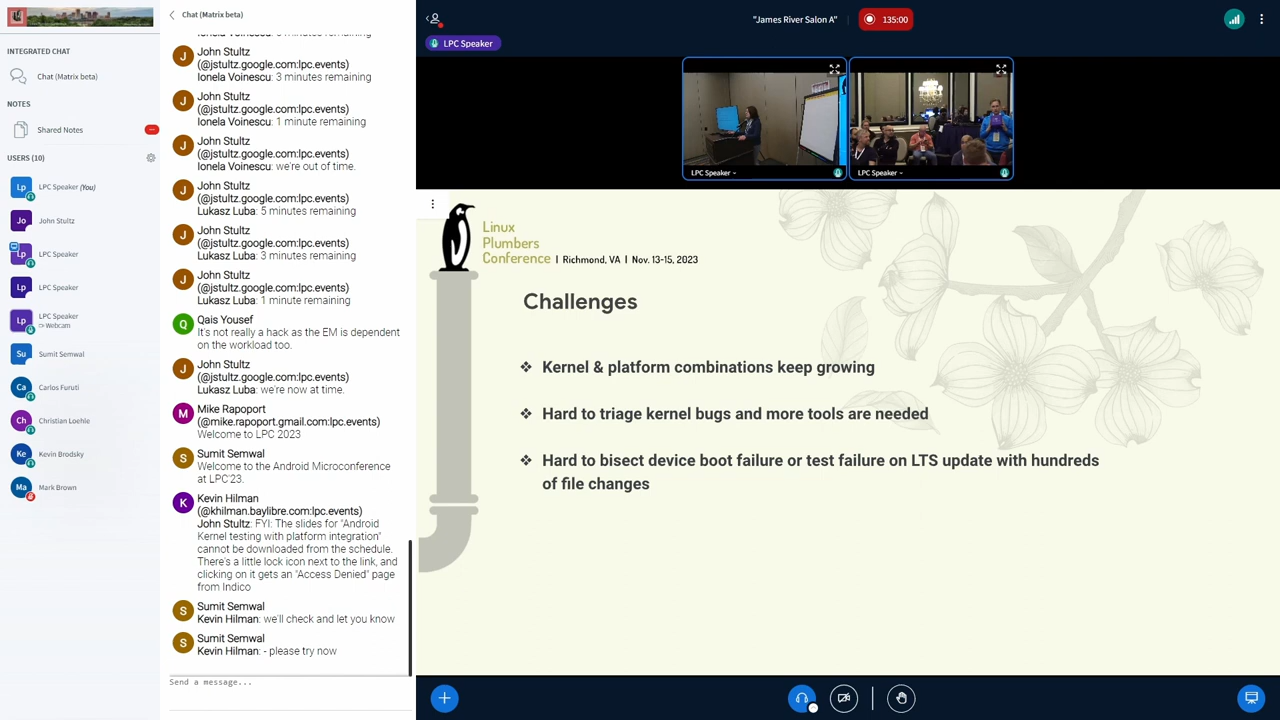 INTEGRATED CHAT
Chat (Matrix beta)
NOTES
Shared Notes
USERS (10)
Lp LPC Speaker (You)
Jo John Stultz
Lp LPC Speaker
Lp LPC Speaker
Lp LPC Speaker
Webcam
Su Sumit Semwal
Ca Carlos Furuti
Ch Christian Loehle
Ke Kevin Brodsky
Ma Mark Brown
Chat (Matrix beta)
J John Stultz
(@jstultz.google.com:lpc.events)
Ionela Voinescu: 3 minutes remaining
J John Stultz
(@jstultz.google.com:lpc.events)
Ionela Voinescu: 1 minute remaining
J John Stultz
(@jstultz.google.com:lpc.events)
Ionela Voinescu: we're out of time.
J John Stultz
(@jstultz.google.com:lpc.events)
Lukasz Luba: 5 minutes remaining
J John Stultz
(@jstultz.google.com:lpc.events)
Lukasz Luba: 3 minutes remaining
J John Stultz
(@jstultz.google.com:lpc.events)
Lukasz Luba: 1 minute remaining
Q Qais Yousef
It's not really a hack as the EM is dependent
on the workload too.
J John Stultz
(@jstultz.google.com:lpc.events)
Lukasz Luba: we're now at time.
M Mike Rapoport
(@mike.rapoport.gmail.com:lpc.events)
Welcome to LPC 2023
S Sumit Semwal
Welcome to the Android Microconference
at LPC'23.
K Kevin Hilman
(@khilman.baylibre.com:lpc.events)
John Stultz: FYI: The slides for "Android
Kernel testing with platform integration"
cannot be downloaded from the schedule.
There's a little lock icon next to the link, and
clicking on it gets an "Access Denied" page
from Indico
S Sumit Semwal
Kevin Hilman: we'll check and let you know
S Sumit Semwal
Kevin Hilman: - please try now
Send a message...
"James River Salon A"
135:00
LPC Speaker
LPC Speaker
LPC Speaker
Linux
Plumbers
Conference | Richmond, VA | Nov. 13-15, 2023
Challenges
❖ Kernel & platform combinations keep growing
❖ Hard to triage kernel bugs and more tools are needed
❖ Hard to bisect device boot failure or test failure on LTS update with hundreds
of file changes